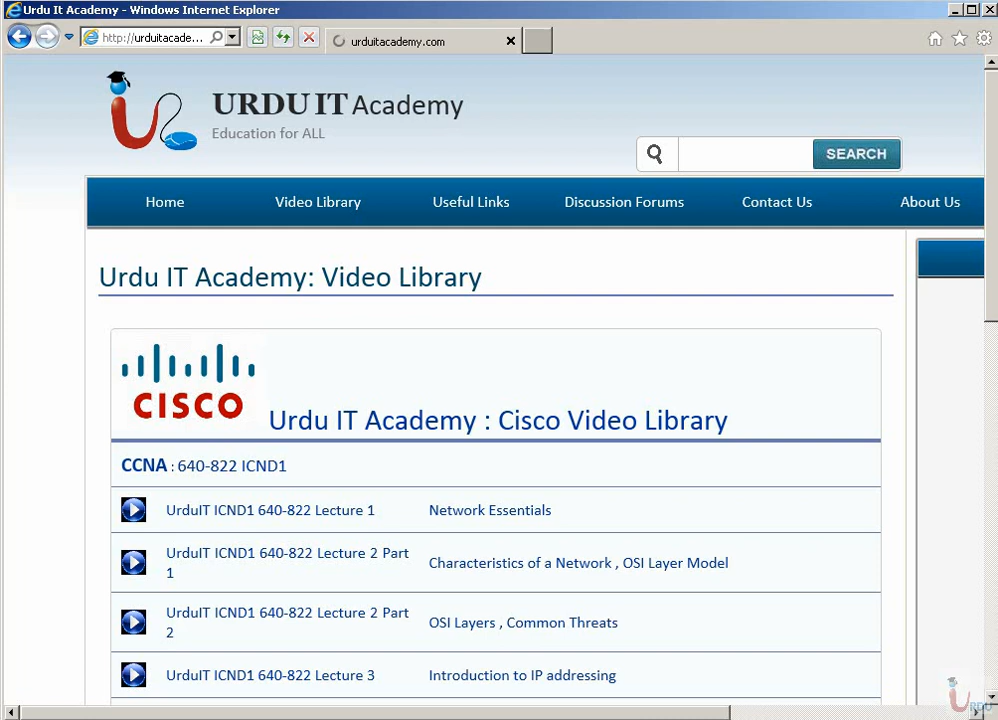 Urdu It Academy - Windows Internet Explorer
http://urduitacade...
urduitacademy.com
URDU IT Academy
Education for ALL
SEARCH
Home Video Library Useful Links Discussion Forums Contact Us About Us
Urdu IT Academy: Video Library
CISCO
Urdu IT Academy : Cisco Video Library
CCNA : 640-822 ICND1
UrduIT ICND1 640-822 Lecture 1 Network Essentials
UrduIT ICND1 640-822 Lecture 2 Part
1
Characteristics of a Network , OSI Layer Model
UrduIT ICND1 640-822 Lecture 2 Part
2
OSI Layers , Common Threats
UrduIT ICND1 640-822 Lecture 3 Introduction to IP addressing
URDU